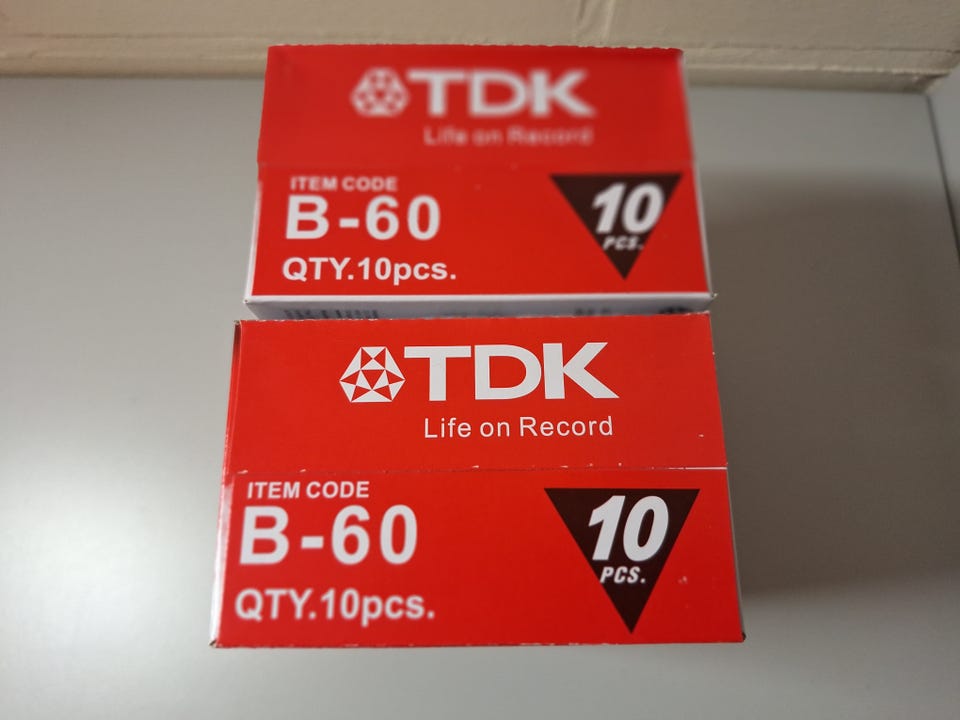 TDK
Life on Record
ITEM CODE
B-60
QTY.10pcs.
10
PCS.
TDK
Life on Record
ITEM CODE
B-60
QTY.10pcs.
10
PCS.